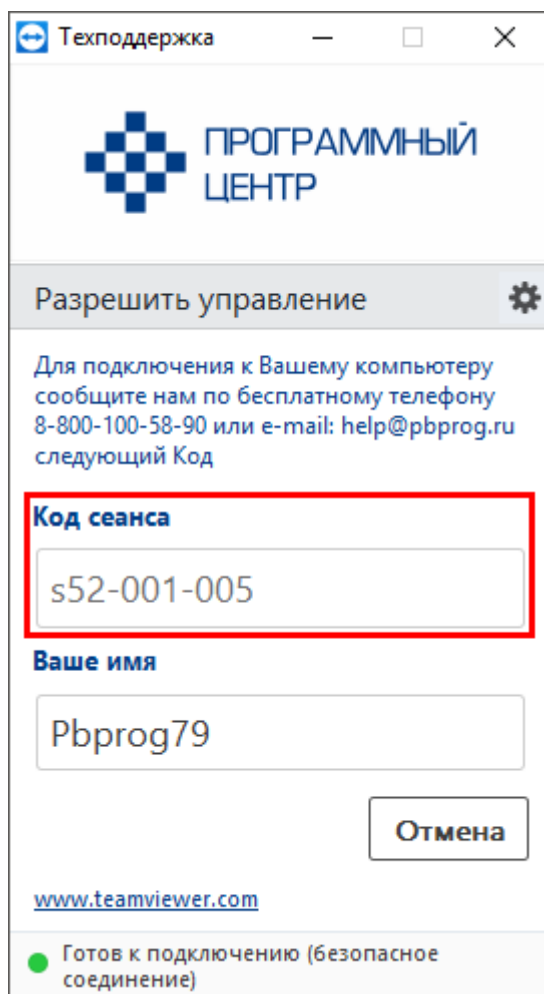 Техподдержка
ПРОГРАММНЫЙ
ЦЕНТР
Разрешить управление
Для подключения к Вашему компьютеру
сообщите нам по бесплатному телефону
8-800-100-58-90 или e-mail: help@pbprog.ru
следующий Код
Код сеанса
s52-001-005
Ваше имя
Pbprog79
Отмена
www.teamviewer.com
Готов к подключению (безопасное
соединение)